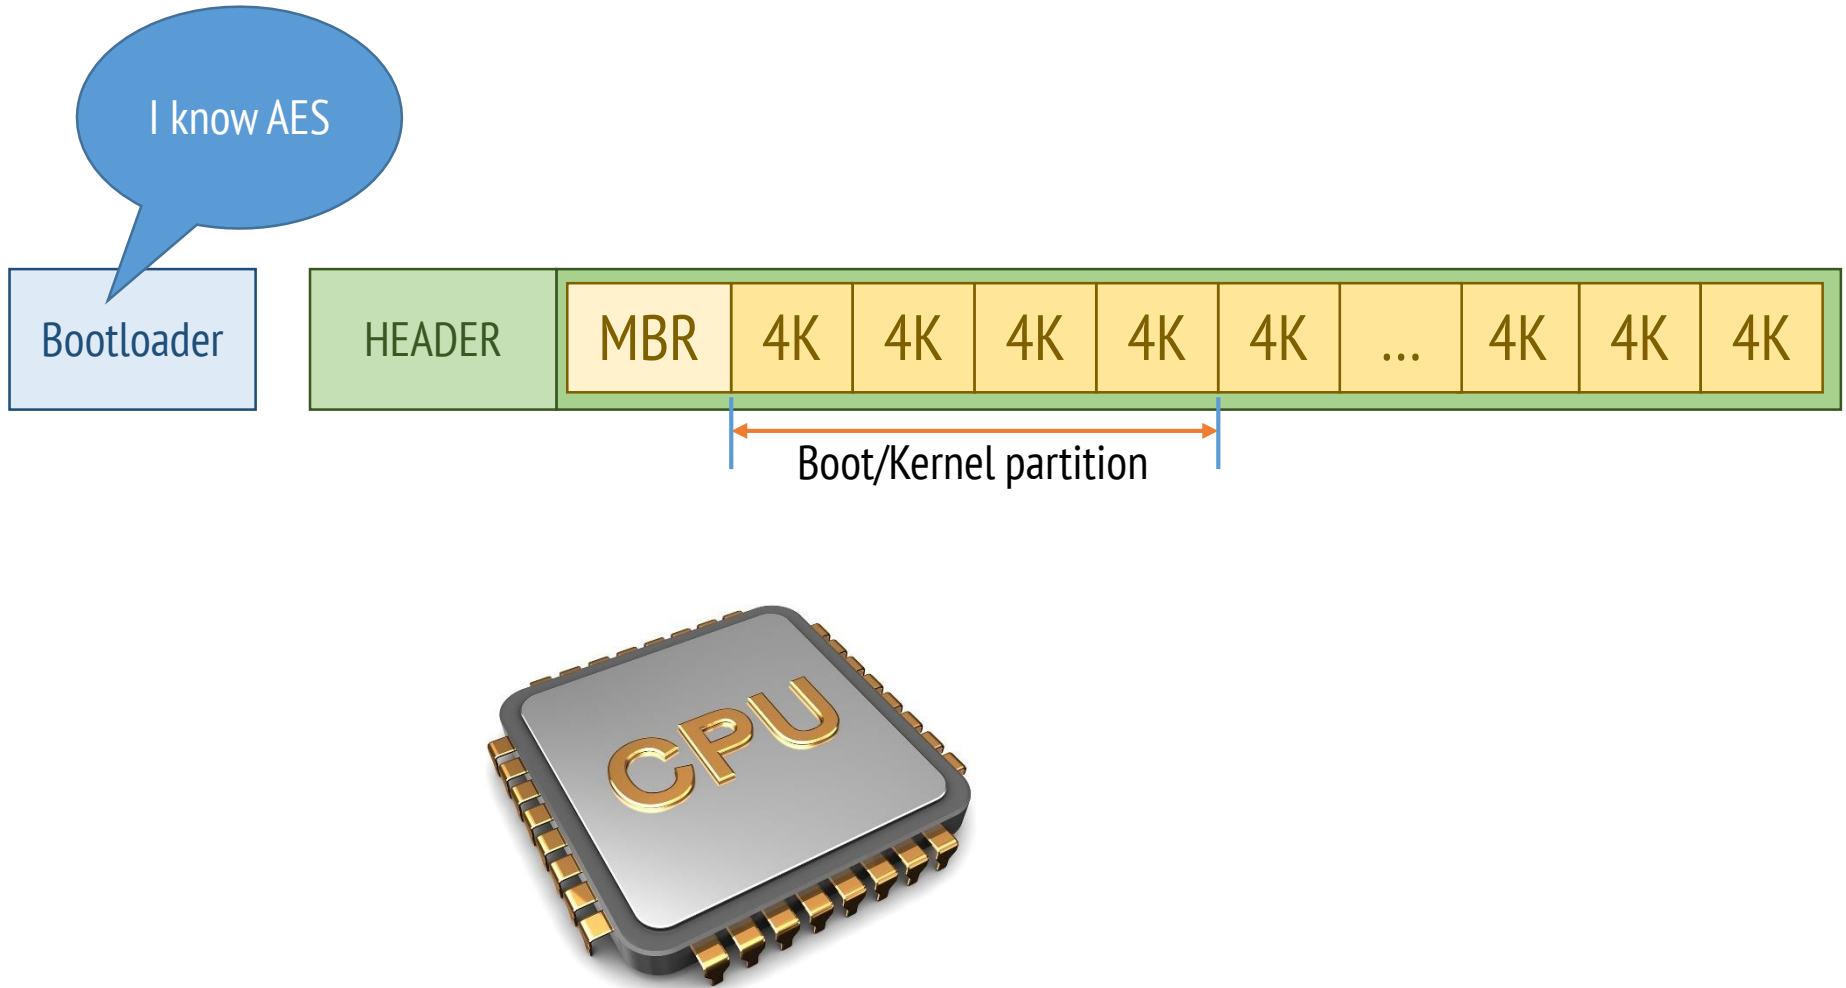 I know AES
Bootloader
HEADER
MBR
4K
4K
4K
4K
4K
...
4K
4K
4K
Boot/Kernel partition
CPU